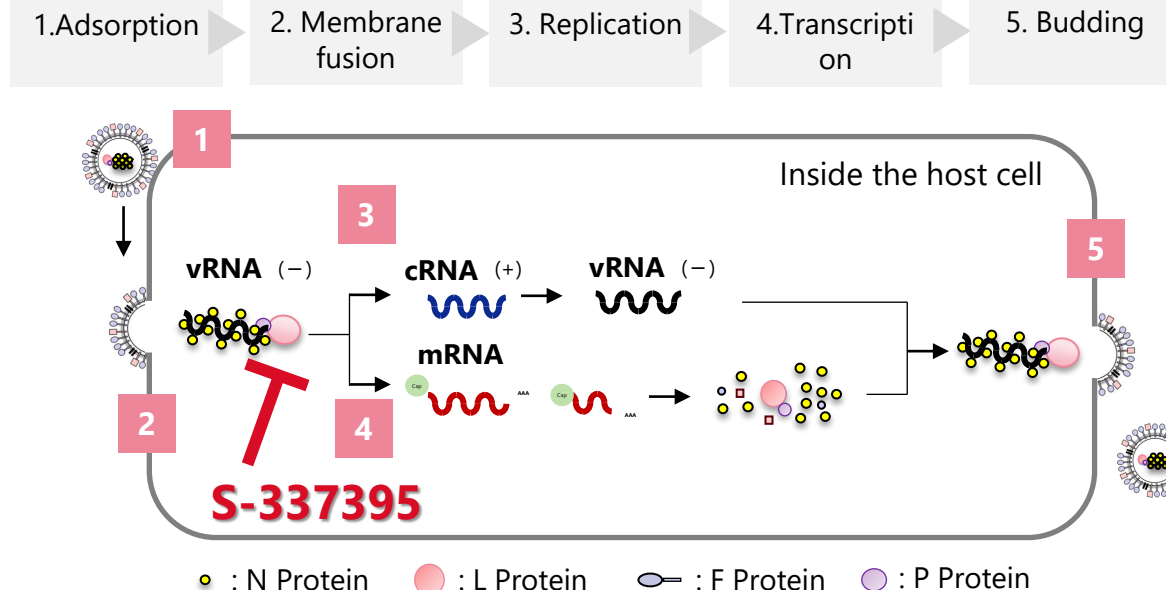 1.Adsorption
2. Membrane
fusion
3. Replication
4.Transcripti
on
5. Budding
1
Inside the host cell
3
5
vRNA (−)
cRNA (+)
vRNA (−)
mRNA
Cap
AAA
Cap
AAA
2
4
S-337395
: N Protein
: L Protein
: F Protein
: P Protein